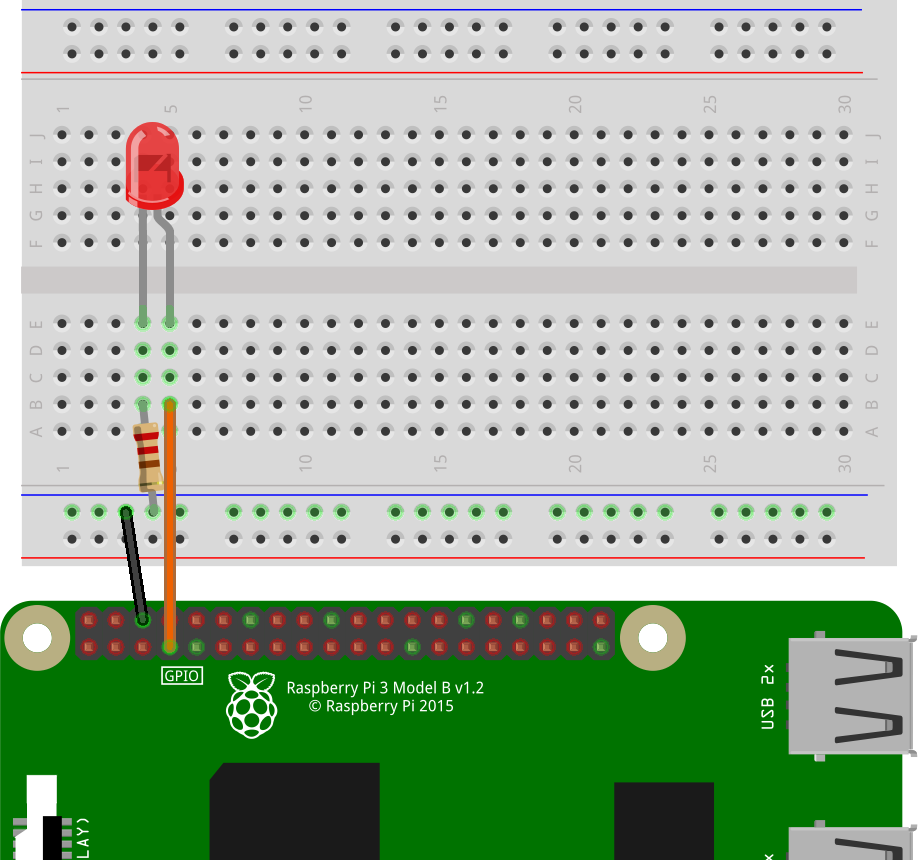 1 5 10 15 20 25 30
J J
I I
H H
G G
F F
E E
D D
C C
B B
A A
1 10 15 20 25 30
GPIO
Raspberry Pi 3 Model B v1.2
© Raspberry Pi 2015
USB 2x
LAY)
x